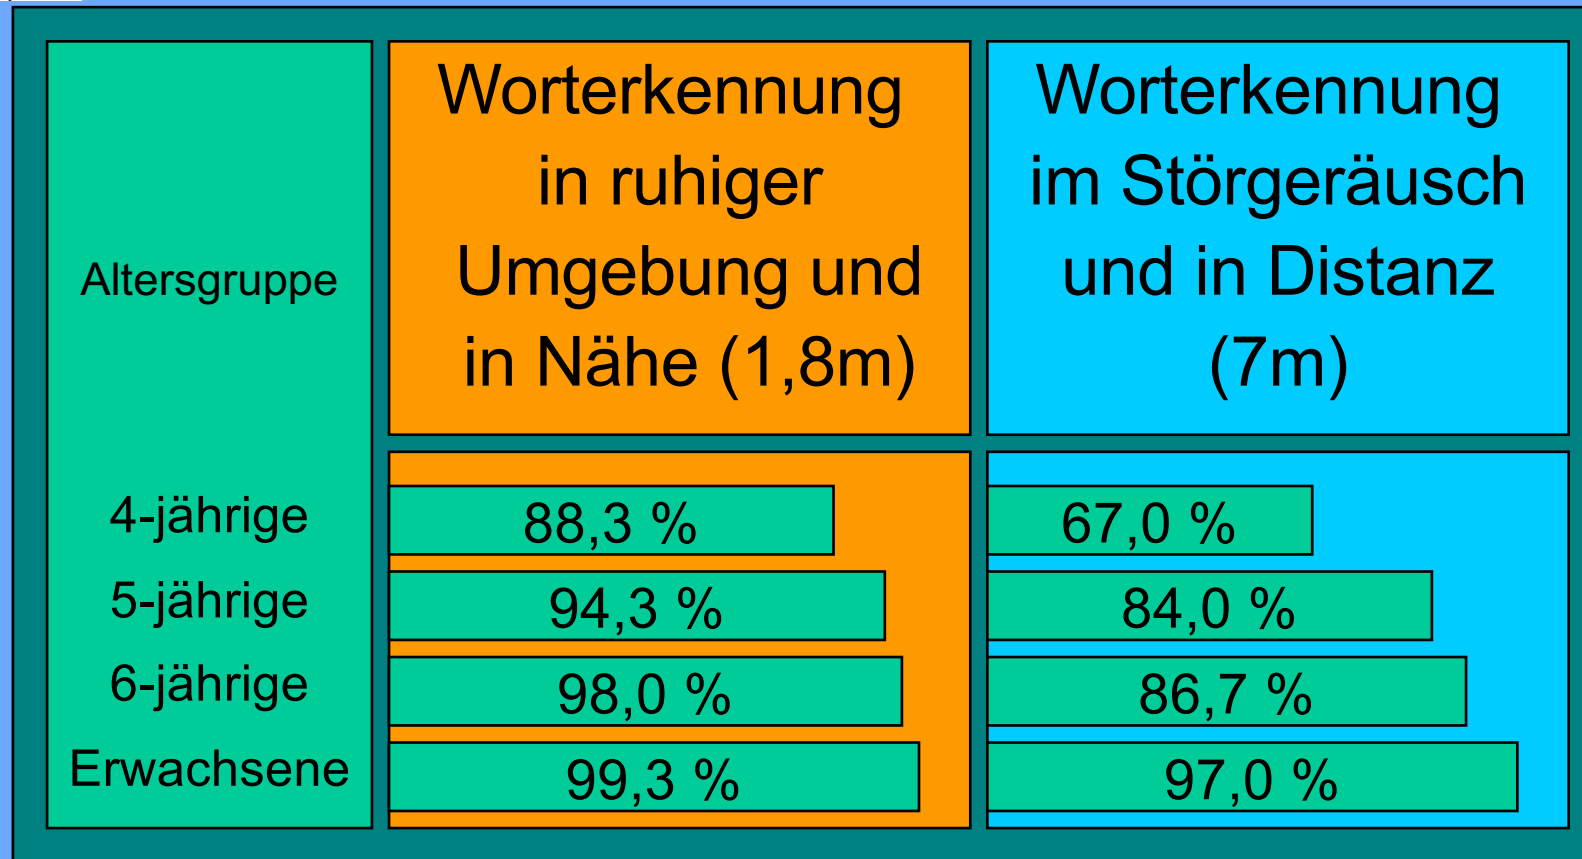 Altersgruppe
Worterkennung
in ruhiger
Umgebung und
in Nähe (1,8m)
Worterkennung
im Störgeräusch
und in Distanz
(7m)
4-jährige
88,3 %
67,0 %
5-jährige
94,3 %
84,0 %
6-jährige
98,0 %
86,7 %
Erwachsene
99,3 %
97,0 %